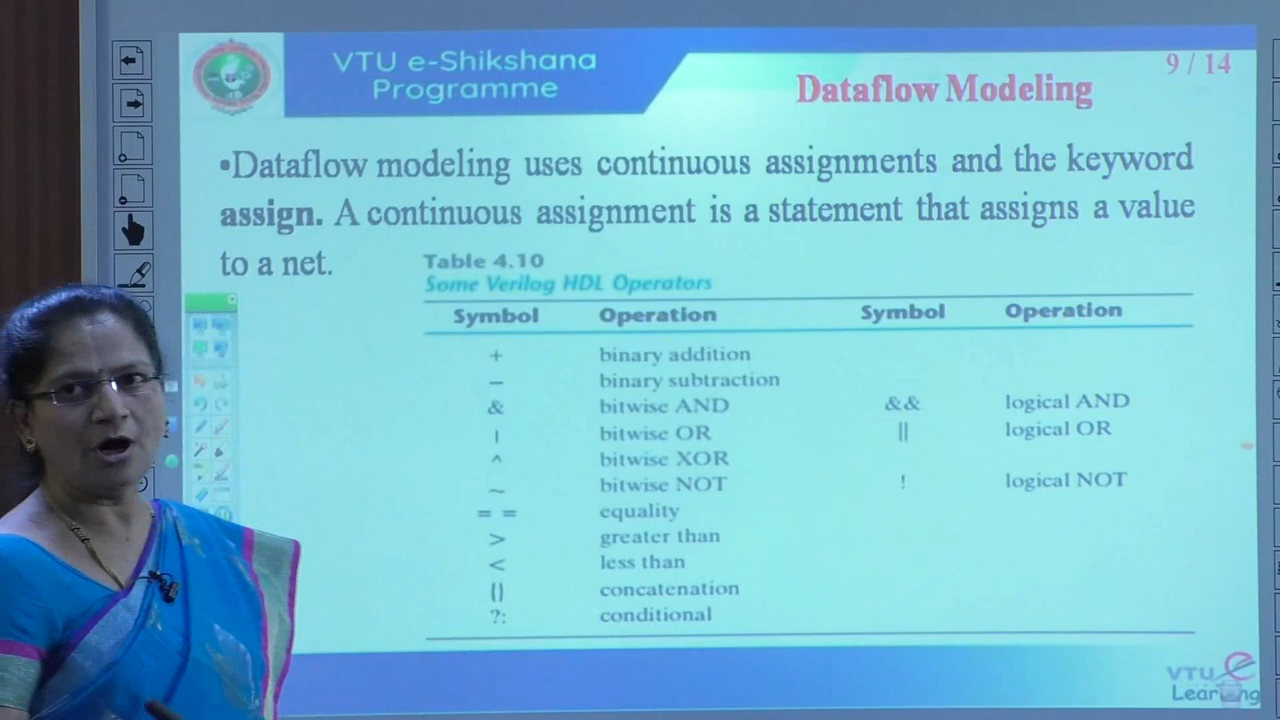 VTU e-Shikshana
Programme
9 / 14
Dataflow Modeling
•Dataflow modeling uses continuous assignments and the keyword
assign. A continuous assignment is a statement that assigns a value
to a net.
Table 4.10
Some Verilog HDL Operators
Symbol Operation Symbol Operation
+ binary addition
– binary subtraction
& bitwise AND && logical AND
| bitwise OR || logical OR
^ bitwise XOR
~ bitwise NOT ! logical NOT
= = equality
> greater than
< less than
{} concatenation
?: conditional
VTU e
Learning